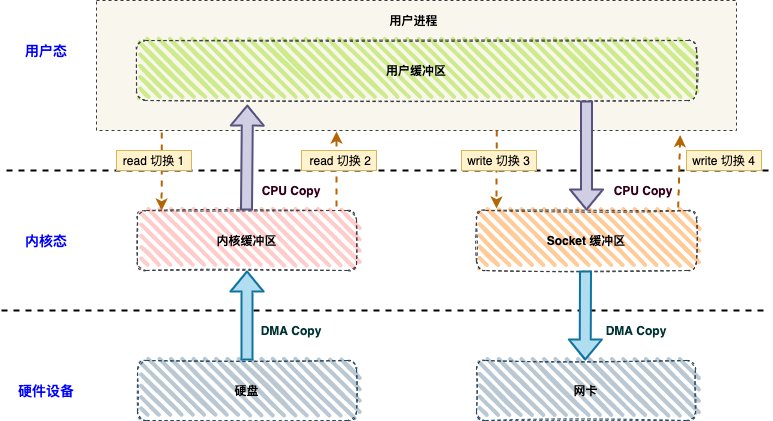 用户进程
用户态
用户缓冲区
read 切换 1
read 切换 2
write 切换 3
write 切换 4
CPU Copy
CPU Copy
内核态
内核缓冲区
Socket 缓冲区
DMA Copy
DMA Copy
硬件设备
硬盘
网卡